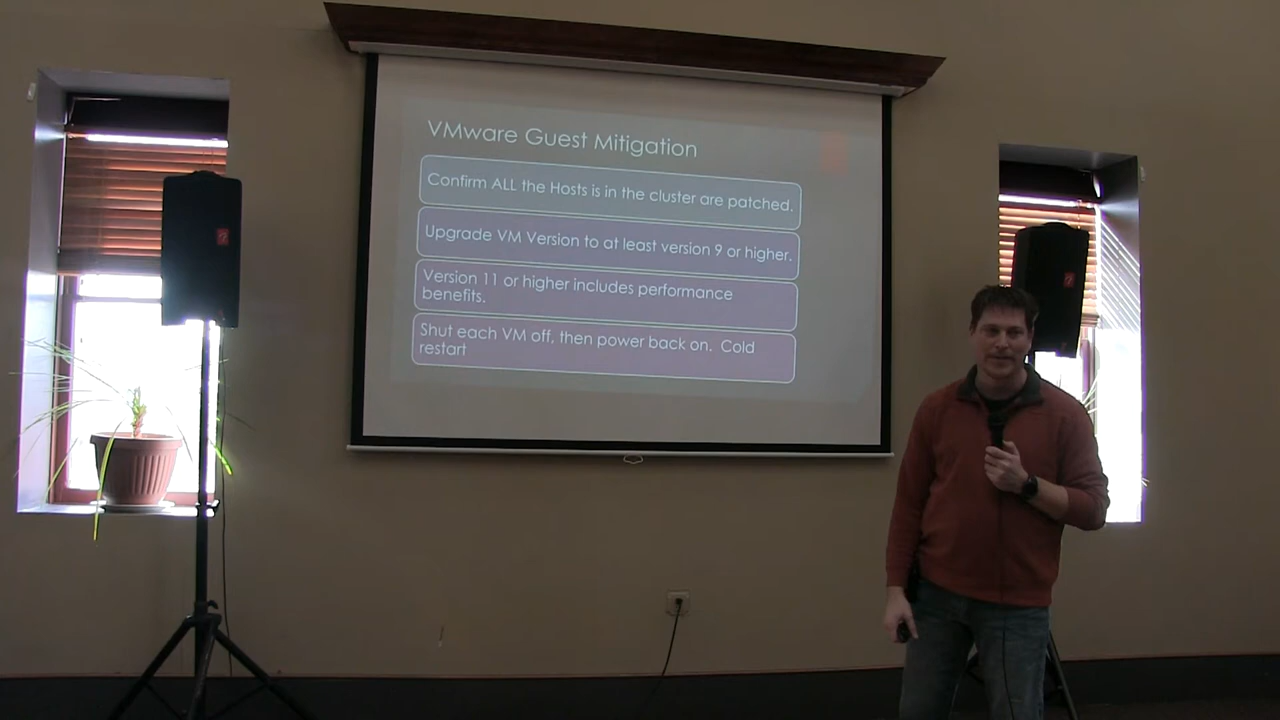 VMware Guest Mitigation
Confirm ALL the Hosts is in the cluster are patched.
Upgrade VM Version to at least version 9 or higher.
Version 11 or higher includes performance
benefits.
Shut each VM off, then power back on.  Cold
restart